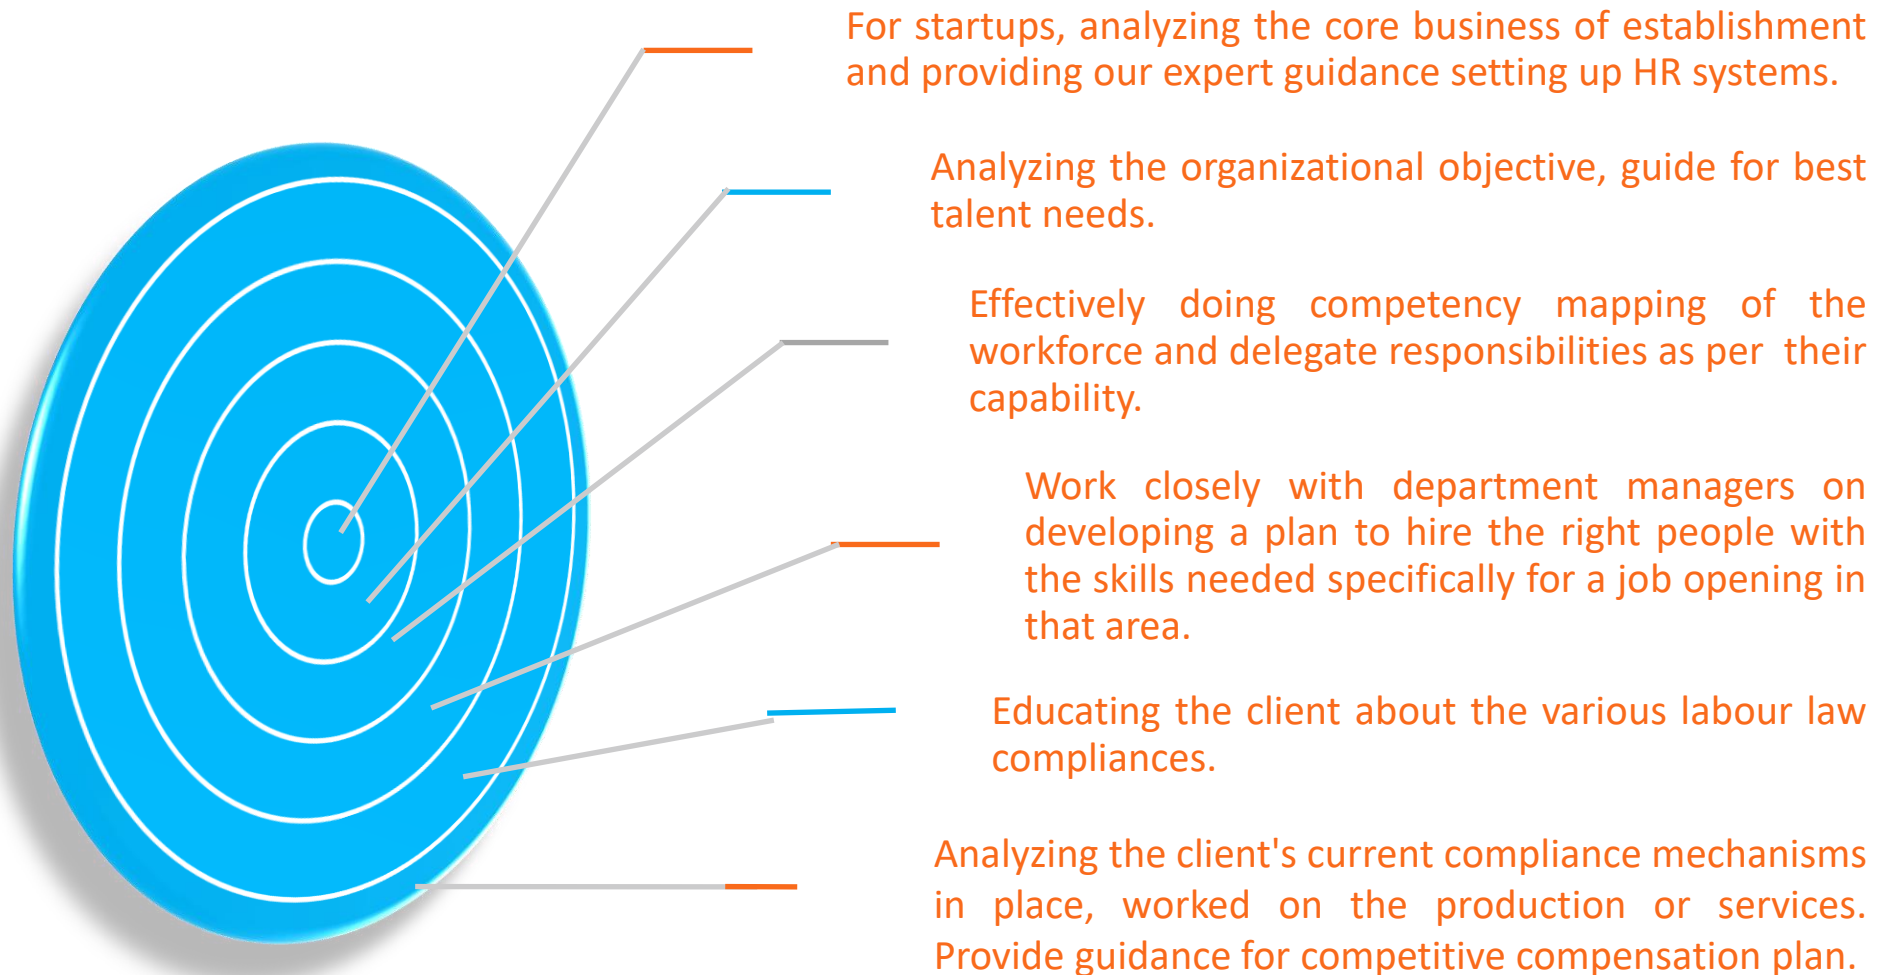 For startups, analyzing the core business of establishment
and providing our expert guidance setting up HR systems.
Analyzing the organizational objective, guide for best
talent needs.
Effectively doing competency mapping of the
workforce and delegate responsibilities as per their
capability.
Work closely with department managers on
developing a plan to hire the right people with
the skills needed specifically for a job opening in
that area.
Educating the client about the various labour law
compliances.
Analyzing the client's current compliance mechanisms
in place, worked on the production or services.
Provide guidance for competitive compensation plan.